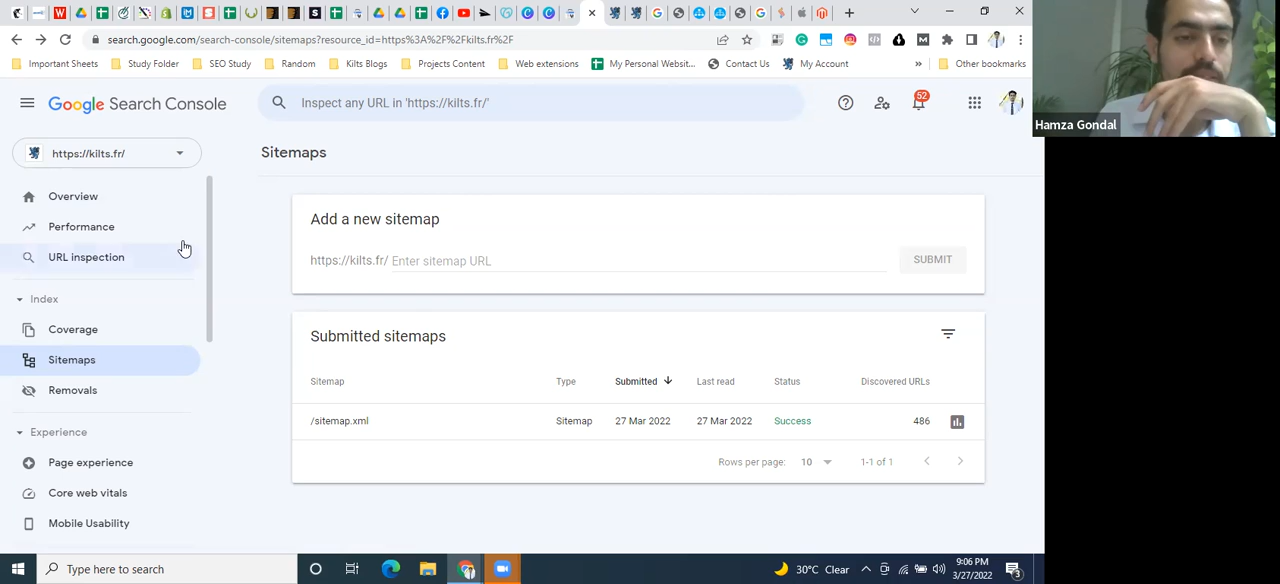 search.google.com/search-console/sitemaps?resource_id=https%3A%2F%2Fkilts.fr%2F
Important Sheets
Study Folder
SEO Study
Random
Kilts Blogs
Projects Content
Web extensions
My Personal Websit...
Contact Us
My Account
»
Other bookmarks
Google Search Console
Inspect any URL in 'https://kilts.fr/'
52
Hamza Gondal
https://kilts.fr/
Sitemaps
Overview
Performance
URL inspection
Index
Coverage
Sitemaps
Removals
Experience
Page experience
Core web vitals
Mobile Usability
Add a new sitemap
https://kilts.fr/ Enter sitemap URL
SUBMIT
Submitted sitemaps
Sitemap Type Submitted Last read Status Discovered URLs
/sitemap.xml Sitemap 27 Mar 2022 27 Mar 2022 Success 486
Rows per page: 10 1-1 of 1
Type here to search
30°C Clear
9:06 PM
3/27/2022
3